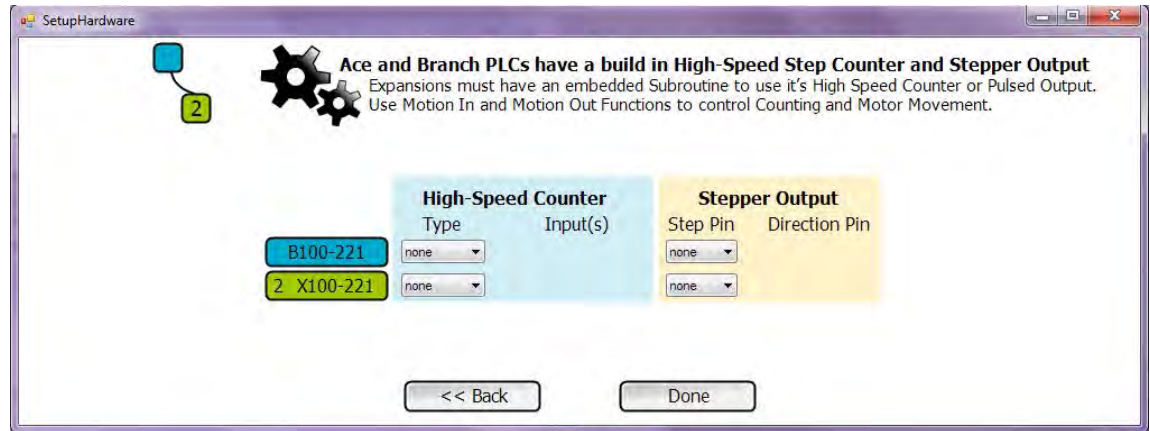 SetupHardware
2
Ace and Branch PLCs have a build in High-Speed Step Counter and Stepper Output
Expansions must have an embedded Subroutine to use it's High Speed Counter or Pulsed Output.
Use Motion In and Motion Out Functions to control Counting and Motor Movement.
High-Speed Counter Stepper Output
Type Input(s) Step Pin Direction Pin
B100-221 none none
2 X100-221 none none
<< Back Done